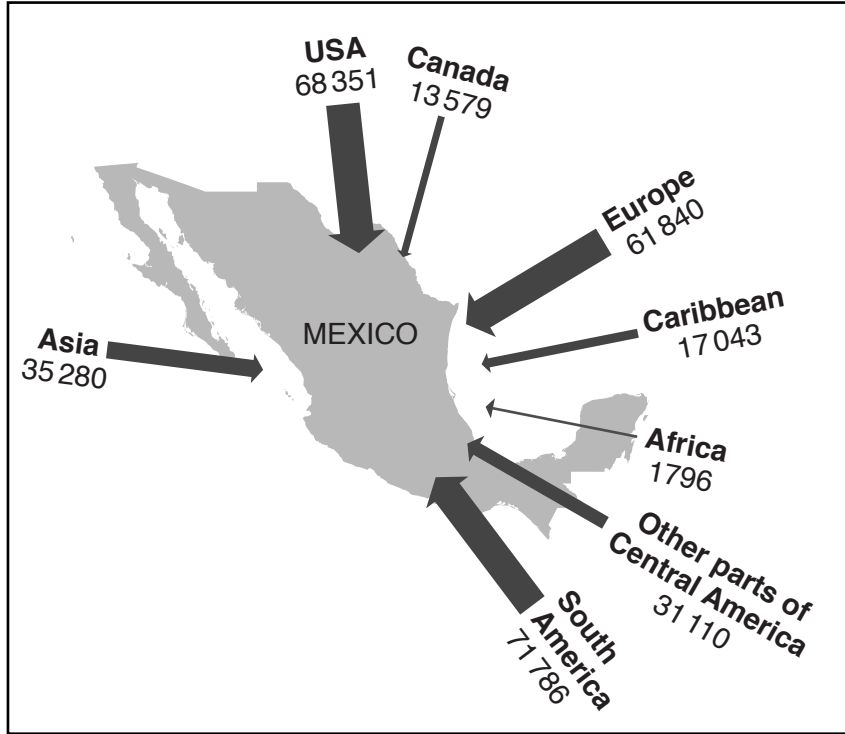 USA
68 351
Canada
13 579
Europe
61 840
Caribbean
17 043
MEXICO
Asia
35 280
Africa
1796
Other parts of
Central America
31 110
South
America
71 786